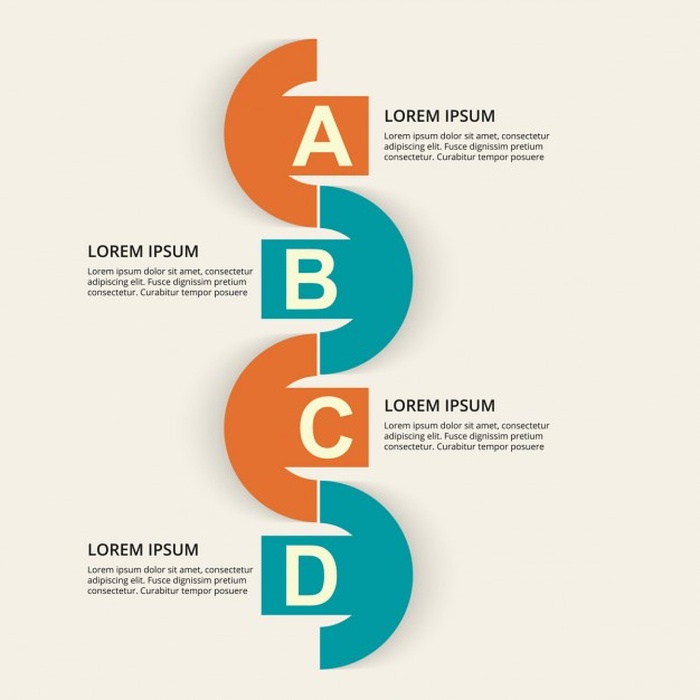 A
LOREM IPSUM
Lorem ipsum dolor sit amet, consectetur
adipiscing elit. Fusce dignissim pretium
consectetur. Curabitur tempor posuere
B
LOREM IPSUM
Lorem ipsum dolor sit amet, consectetur
adipiscing elit. Fusce dignissim pretium
consectetur. Curabitur tempor posuere
C
LOREM IPSUM
Lorem ipsum dolor sit amet, consectetur
adipiscing elit. Fusce dignissim pretium
consectetur. Curabitur tempor posuere
D
LOREM IPSUM
Lorem ipsum dolor sit amet, consectetur
adipiscing elit. Fusce dignissim pretium
consectetur. Curabitur tempor posuere